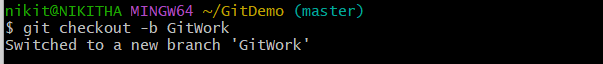 nikit@NIKITHA MINGW64 ~/GitDemo (master)
$ git checkout -b GitWork
Switched to a new branch 'GitWork'